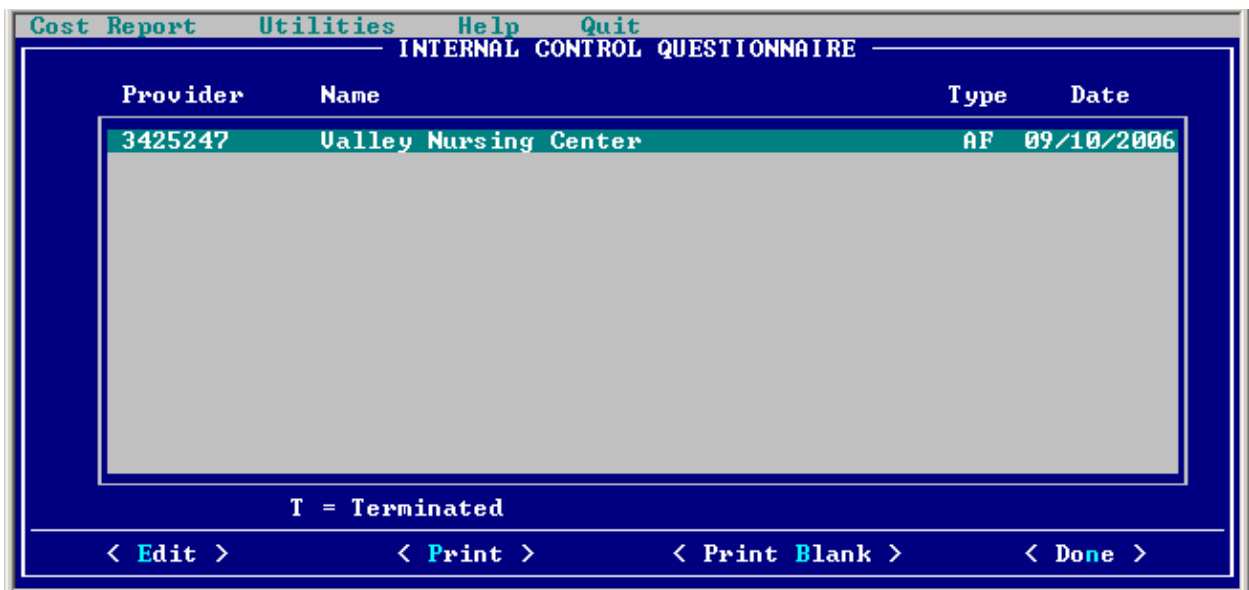 Cost Report Utilities Help Quit
INTERNAL CONTROL QUESTIONNAIRE
Provider Name Type Date
3425247 Valley Nursing Center AF 09/10/2006
T = Terminated
< Edit > < Print > < Print Blank > < Done >